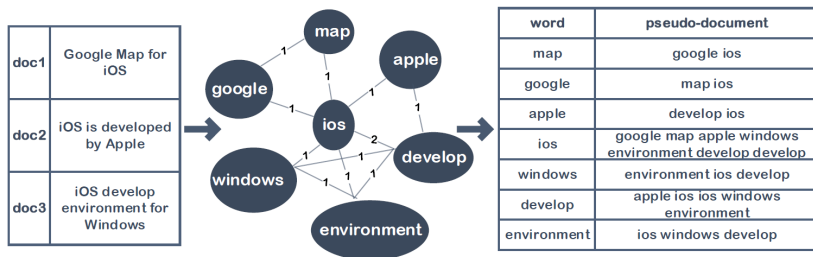 doc1
Google Map for
iOS
doc2
iOS is developed
by Apple
doc3
iOS develop
environment for
Windows
map
apple
google
ios
develop
windows
environment
1
1
1
1
1
2
1
1
1
1
1
word
pseudo-document
map
google ios
google
map ios
apple
develop ios
ios
google map apple windows
environment develop develop
windows
environment ios develop
develop
apple ios ios windows
environment
environment
ios windows develop